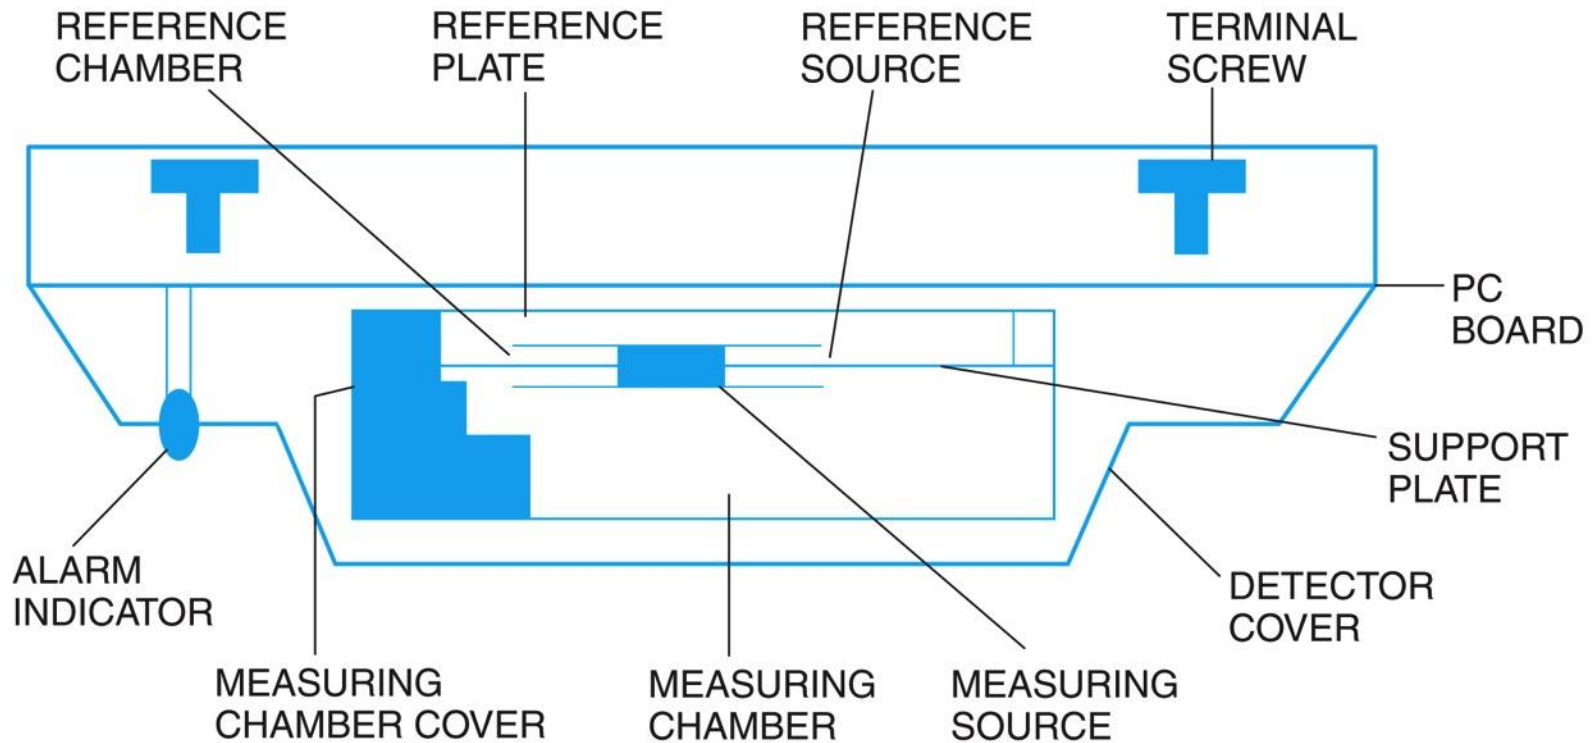 REFERENCE
CHAMBER
REFERENCE
PLATE
REFERENCE
SOURCE
TERMINAL
SCREW
PC
BOARD
SUPPORT
PLATE
DETECTOR
COVER
ALARM
INDICATOR
MEASURING
CHAMBER COVER
MEASURING
CHAMBER
MEASURING
SOURCE